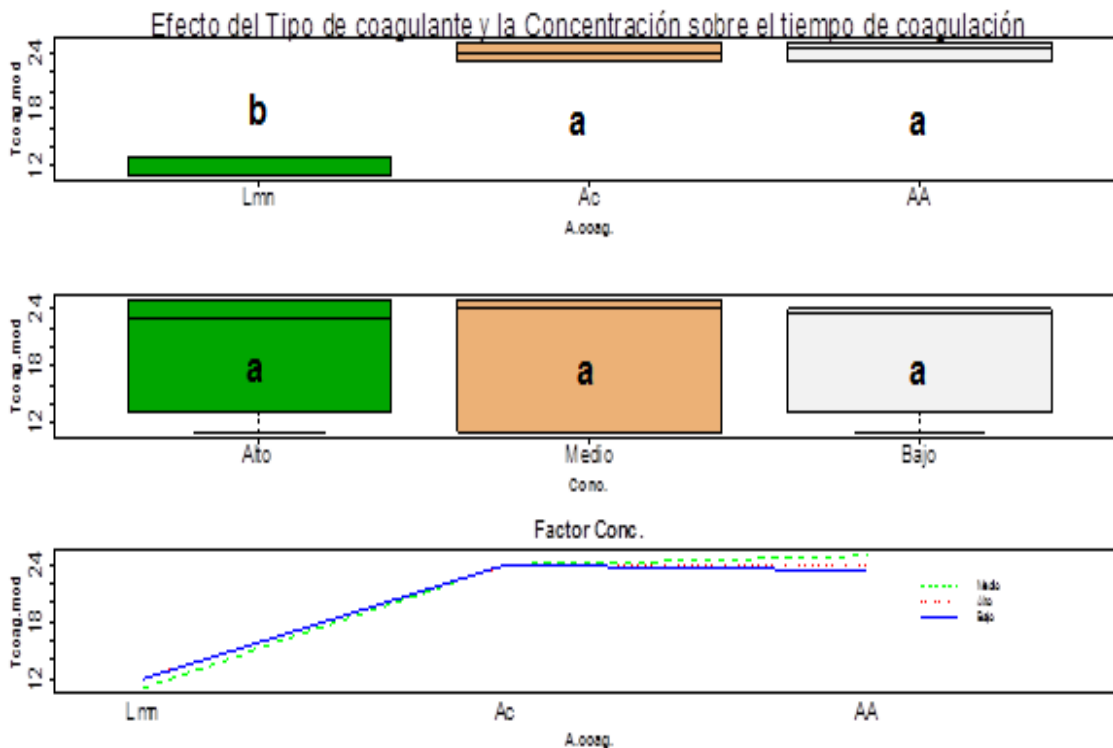 Efecto del Tipo de coagulante y la Concentración sobre el tiempo de coagulación
Tcoag.mod
24
18
12
b
a
a
Lmn
Ac
AA
A.coag.
Tcoag.mod
24
18
12
a
a
a
Alto
Medio
Bajo
Conc.
Factor Conc.
Tcoag.mod
24
18
12
Medio
Alto
Bajo
Lmn
Ac
AA
A.coag.